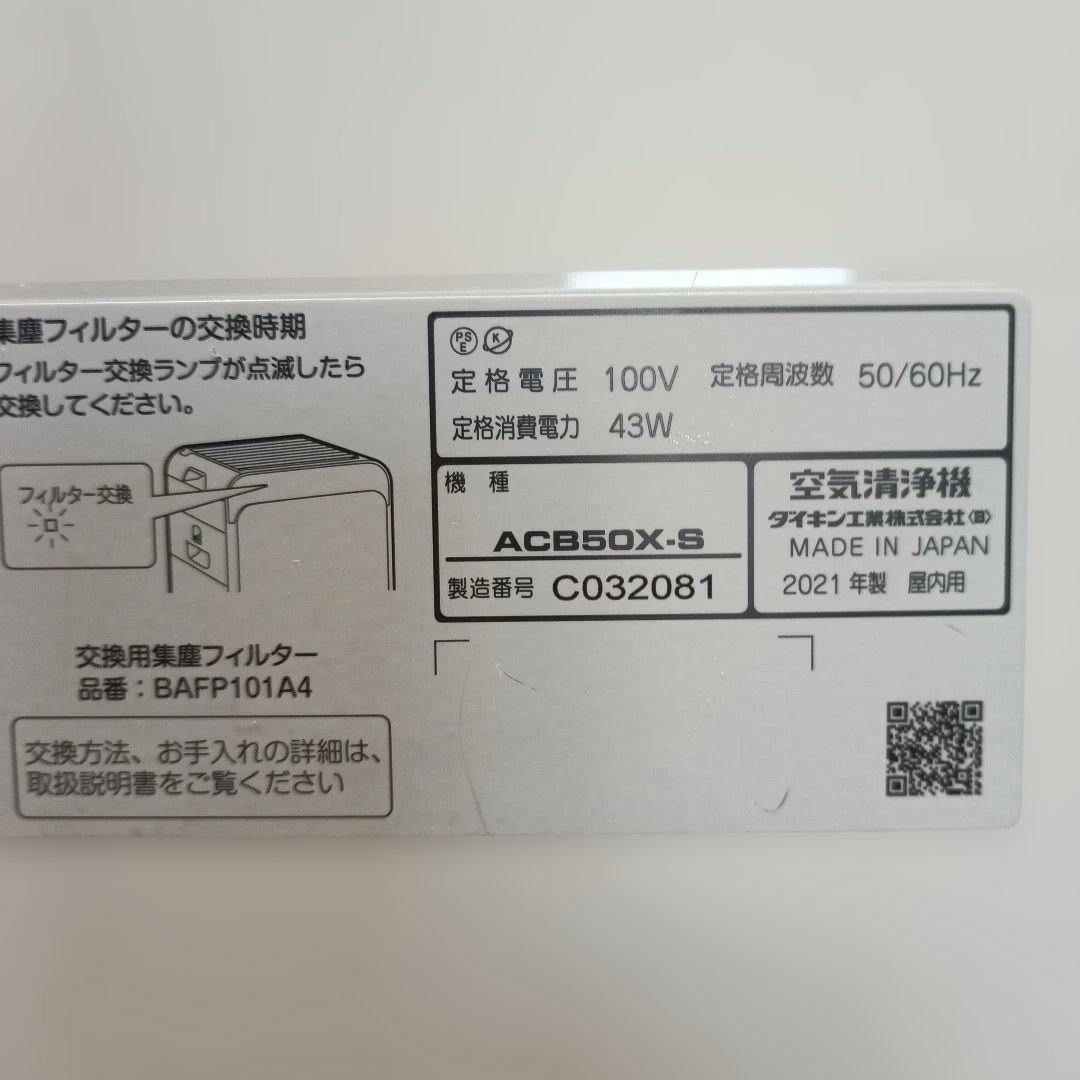 集塵フィルターの交換時期
フィルター交換ランプが点滅したら
交換してください。
フィルター交換
交換用集塵フィルター
品番：BAFP101A4
交換方法、お手入れの詳細は、
取扱説明書をご覧ください
PS
E
K
定格電圧 100V 定格周波数 50/60Hz
定格消費電力 43W
機種
ACB50X-S
製造番号 C032081
空気清浄機
ダイキン工業株式会社〈B〉
MADE IN JAPAN
2021年製 屋内用